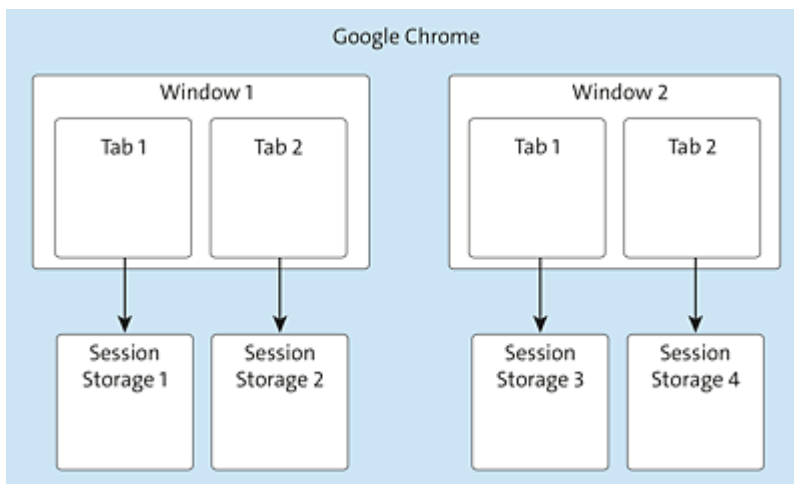 Google Chrome
Window 1
Tab 1
Tab 2
Session
Storage 1
Session
Storage 2
Window 2
Tab 1
Tab 2
Session
Storage 3
Session
Storage 4